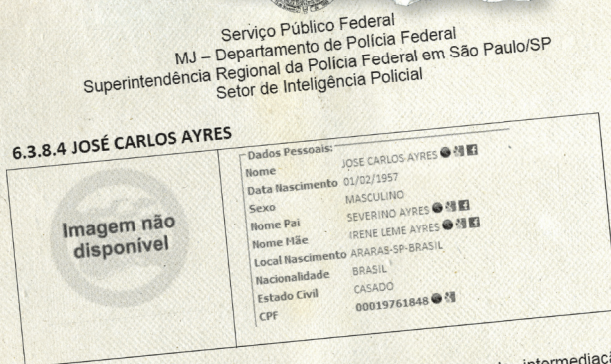 Serviço Público Federal
MJ – Departamento de Polícia Federal
Superintendência Regional da Polícia Federal em São Paulo/SP
Setor de Inteligência Policial
6.3.8.4 JOSÉ CARLOS AYRES
Imagem não
disponível
Dados Pessoais:
Nome JOSE CARLOS AYRES
Data Nascimento 01/02/1957
Sexo MASCULINO
Nome Pai SEVERINO AYRES
Nome Mãe IRENE LEME AYRES
Local Nascimento ARARAS-SP-BRASIL
Nacionalidade BRASIL
Estado Civil CASADO
CPF 00019761848